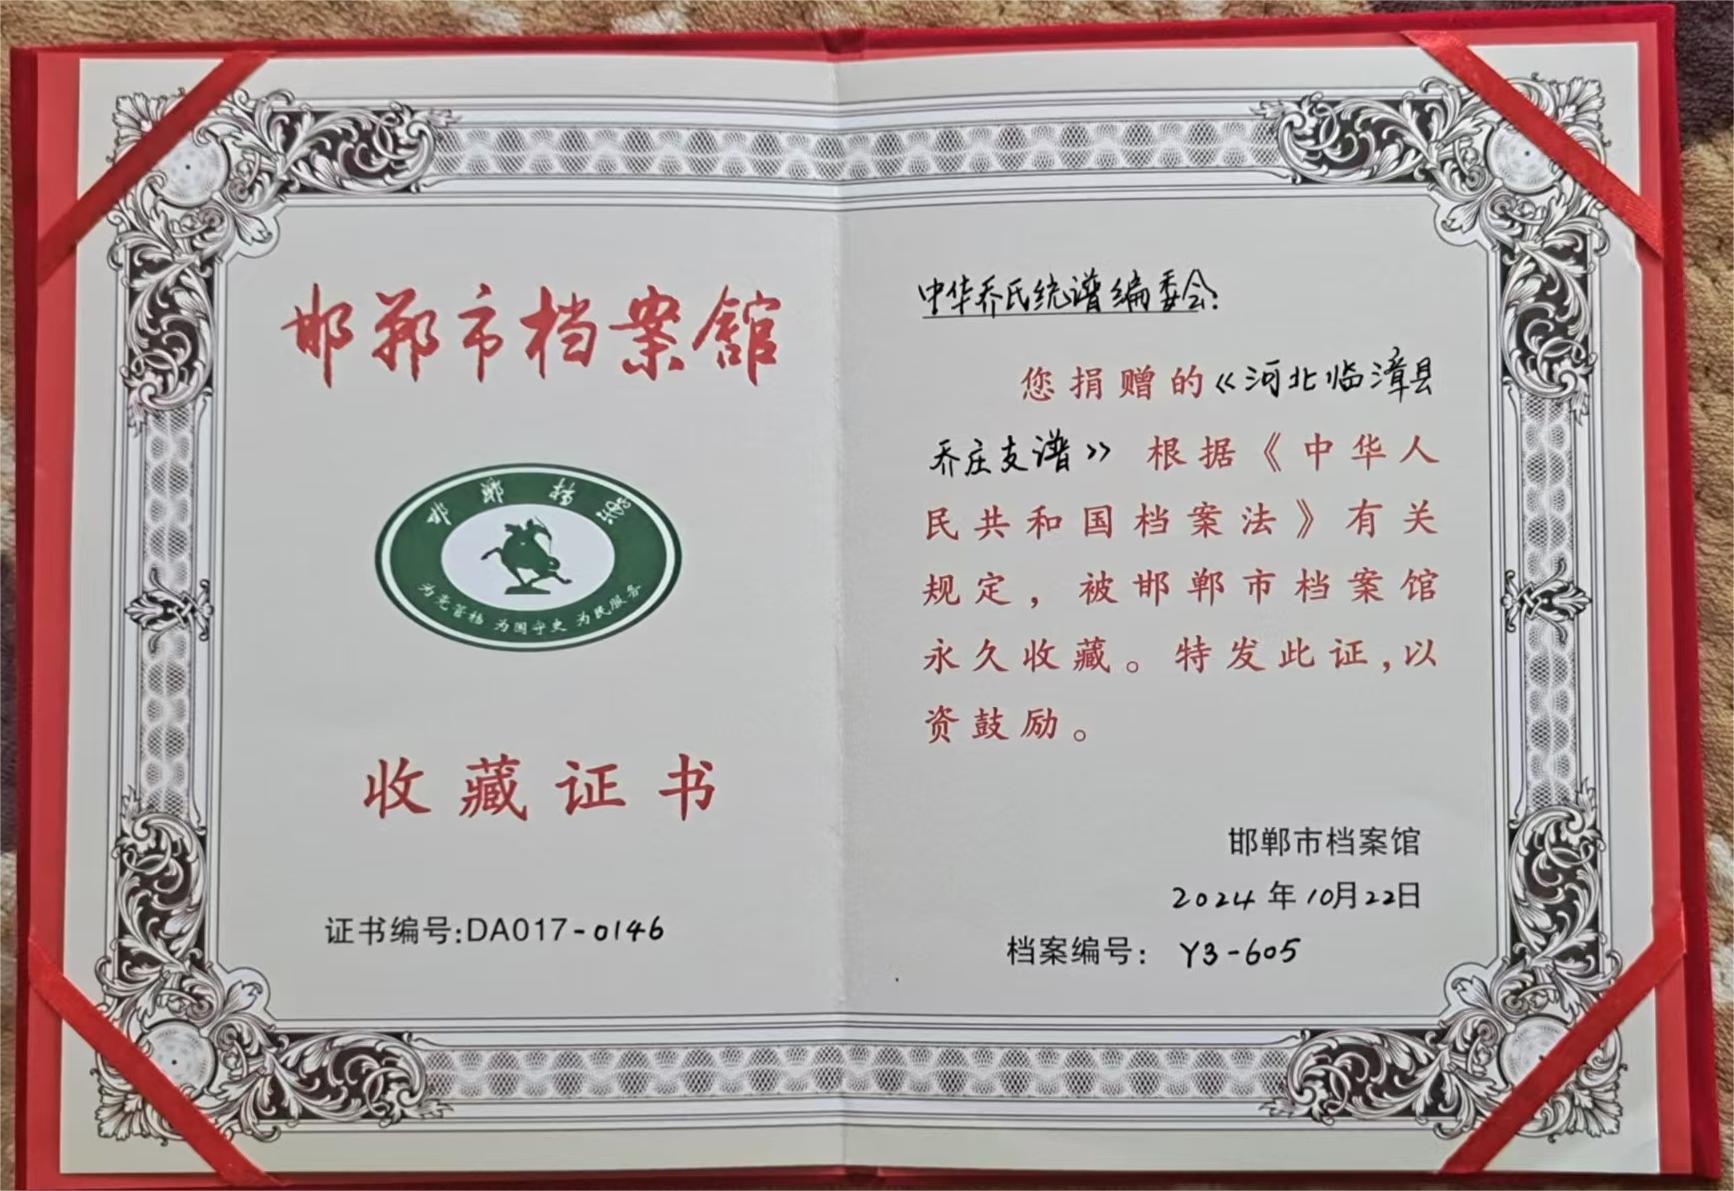 邯郸市档案馆
邯郸档案
为党管档 为国守史 为民服务
收藏证书
证书编号:DA017-0146
中华乔氏统谱编委会:
您捐赠的《河北临漳县
乔庄支谱》根据《中华人
民共和国档案法》有关
规定，被邯郸市档案馆
永久收藏。特发此证,以
资鼓励。
邯郸市档案馆
2024年10月22日
档案编号: Y3-605